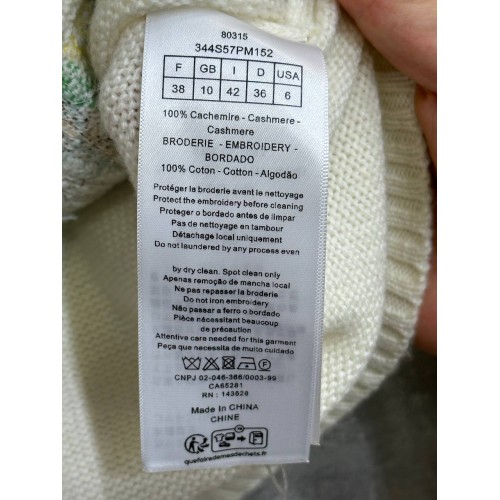 80315
344S57PM152
F GB I D USA
38 10 42 36 6
100% Cachemire - Cashmere -
Cashmere
BRODERIE - EMBROIDERY -
BORDADO
100% Coton - Cotton - Algodão
Protéger la broderie avant le nettoyage
Protect the embroidery before cleaning
Proteger o bordado antes de limpar
Pas de nettoyage en tambour
Détachage local uniquement
Do not laundered by any process even
by dry clean. Spot clean only
Apenas remoção de mancha local
Ne pas repasser la broderie
Do not iron embroidery
Não passar a ferro o bordado
Pièce nécessitant beaucoup
de précaution
Attentive care needed for this garment
Peça que necessita de muito cuidado
CNPJ 02-046-366/0003-99
CA65281
RN : 143828
Made in CHINA
CHINE
quefairedemesdechets.fr